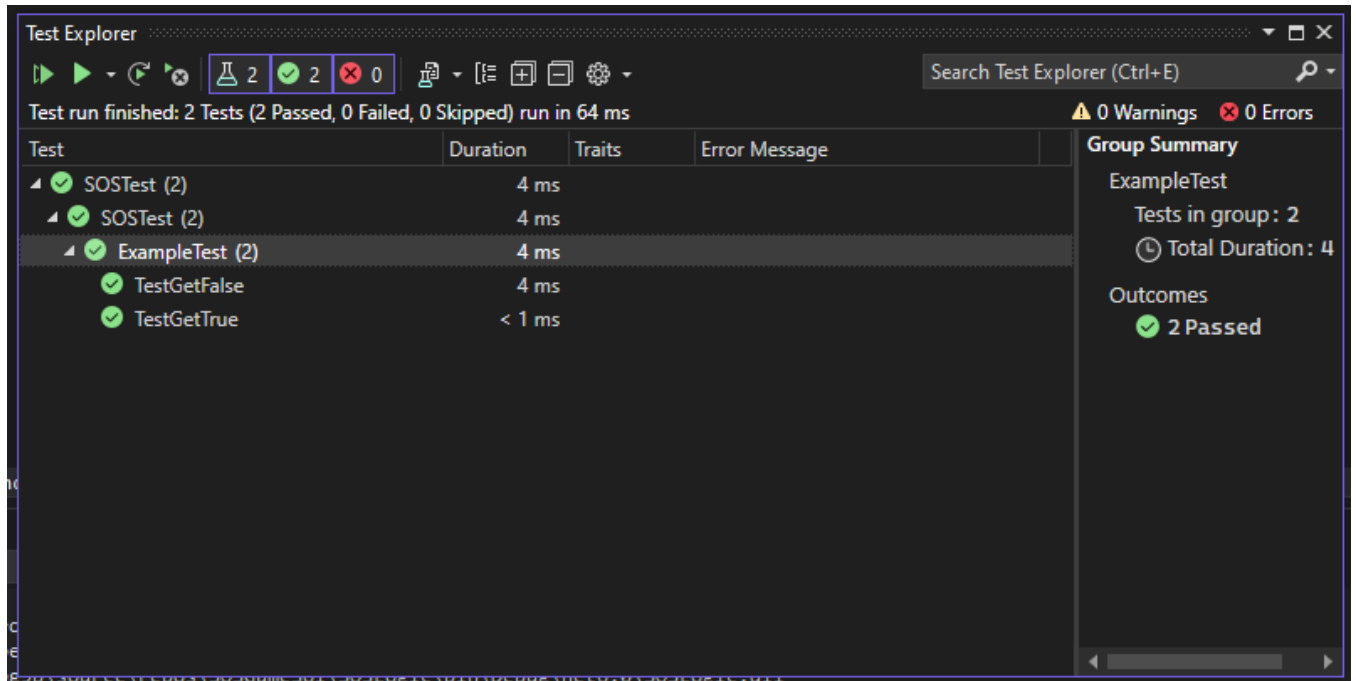 Test Explorer
2 2 0 Search Test Explorer (Ctrl+E)
Test run finished: 2 Tests (2 Passed, 0 Failed, 0 Skipped) run in 64 ms 0 Warnings 0 Errors
Test Duration Traits Error Message
SOSTest (2) 4 ms
SOSTest (2) 4 ms
ExampleTest (2) 4 ms
TestGetFalse 4 ms
TestGetTrue < 1 ms
Group Summary
ExampleTest
Tests in group: 2
Total Duration: 4
Outcomes
2 Passed